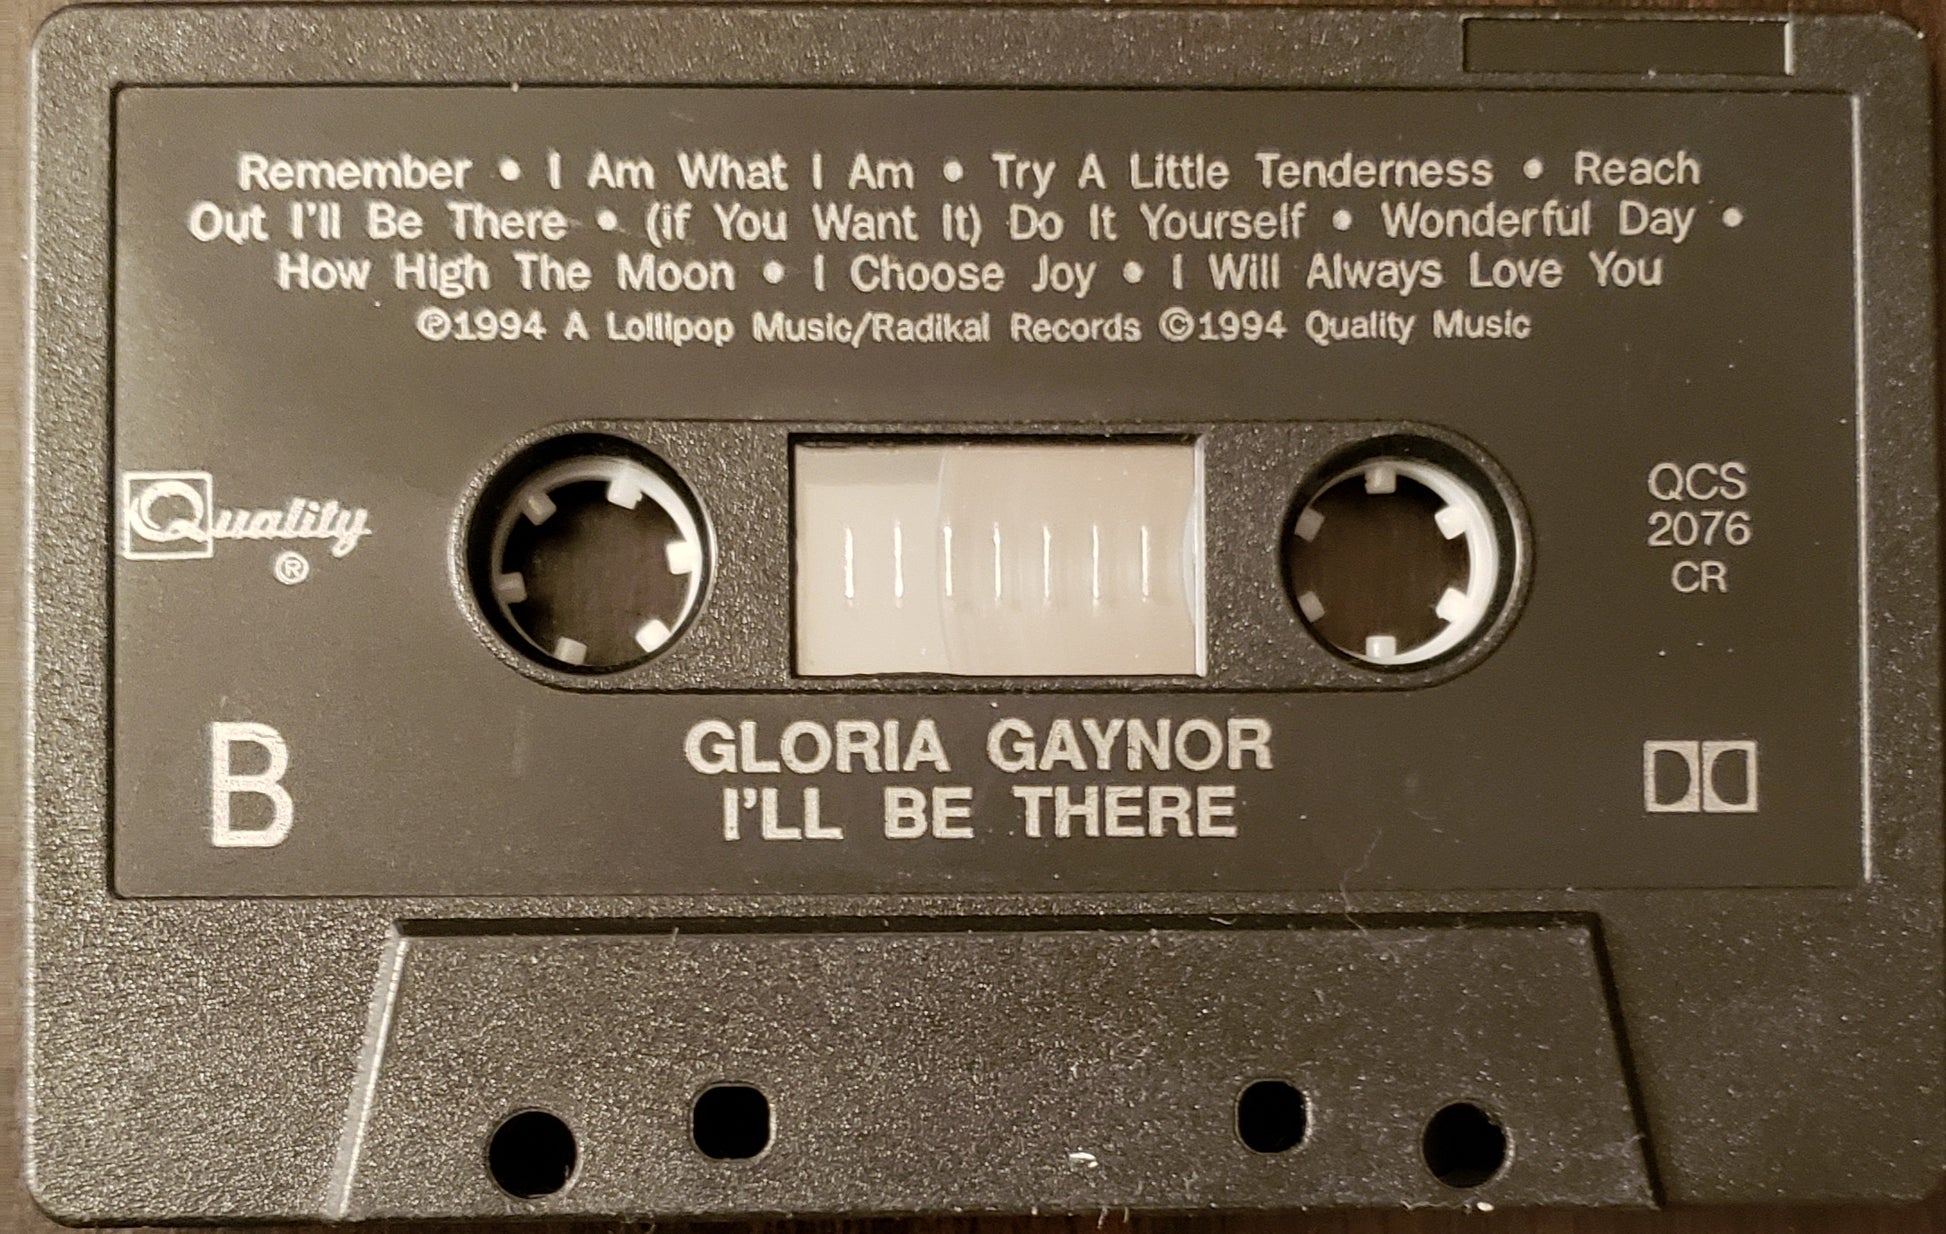 Remember • I Am What I Am • Try A Little Tenderness • Reach
Out I'll Be There • (if You Want It) Do It Yourself • Wonderful Day •
How High The Moon • I Choose Joy • I Will Always Love You
℗1994 A Lollipop Music/Radikal Records ©1994 Quality Music
Quality
®
QCS
2076
CR
B
GLORIA GAYNOR
I'LL BE THERE